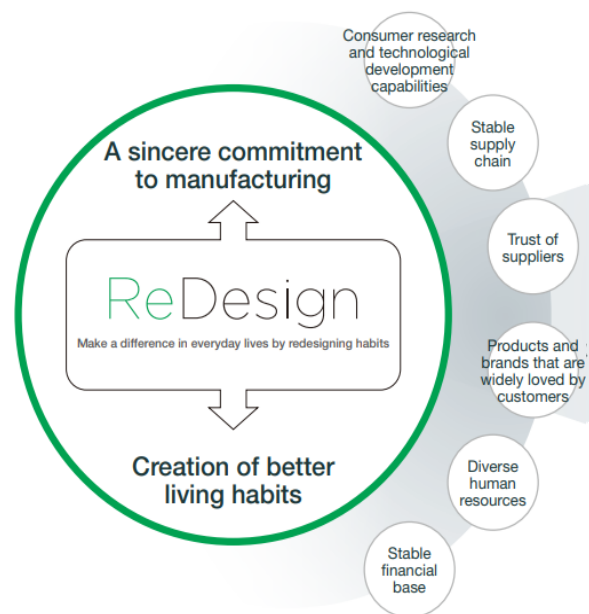 Consumer research
and technological
development
capabilities
A sincere commitment
to manufacturing
Stable
supply
chain
Trust of
suppliers
ReDesign
Make a difference in everyday lives by redesigning habits
Products and
brands that are
widely loved by
customers
Creation of better
living habits
Diverse
human
resources
Stable
financial
base